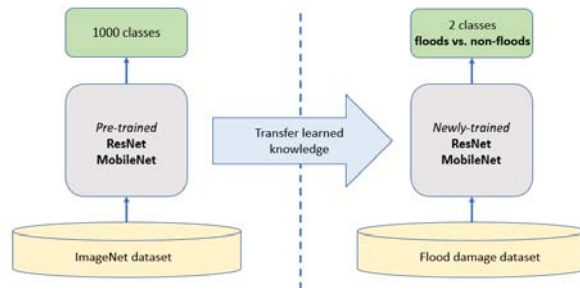 1000 classes
Pre-trained
ResNet
MobileNet
ImageNet dataset
Transfer learned
knowledge
2 classes
floods vs. non-floods
Newly-trained
ResNet
MobileNet
Flood damage dataset